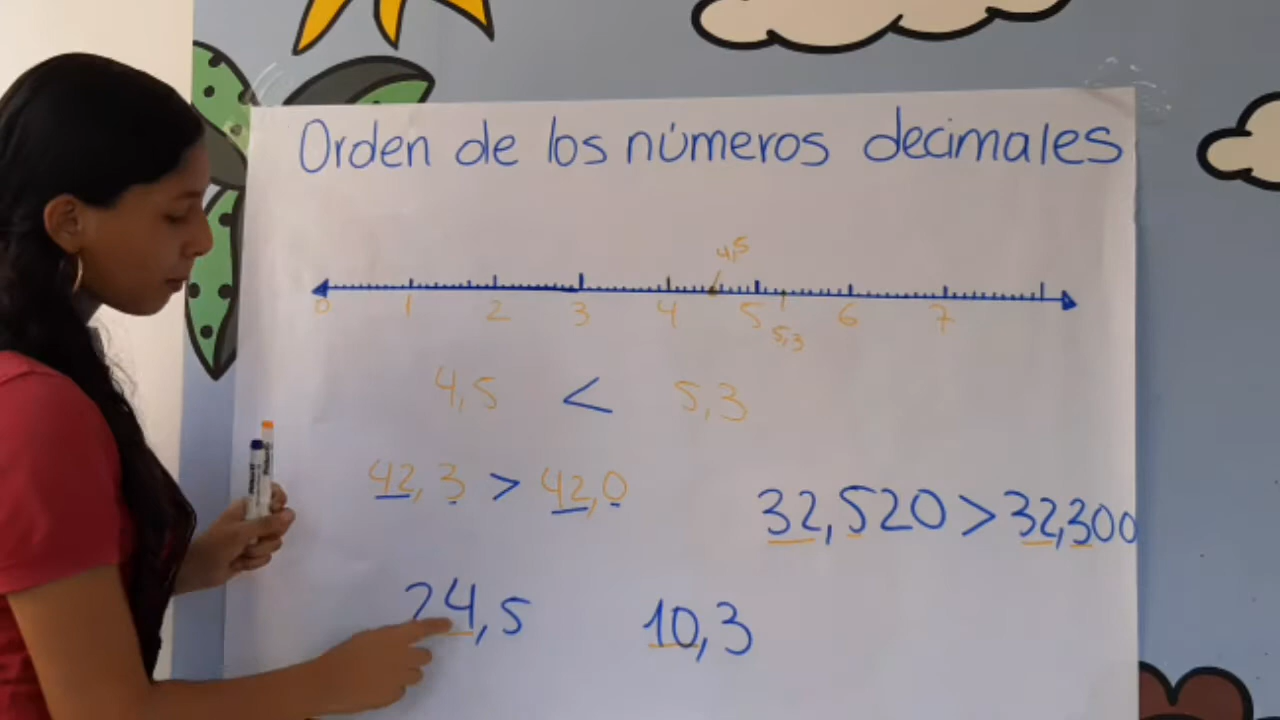 Orden de los números decimales
4,5
0 1 2 3 4 5 6 7
5,3
4,5 < 5,3
42,3 > 42,0
32,520 > 32,300
24,5 10,3